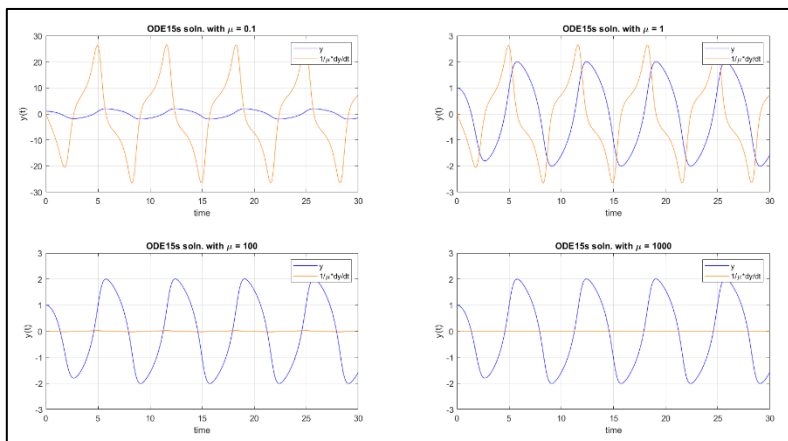 ODE15s soln. with μ = 0.1
30
20
10
0
-10
-20
-30
y(t)
0 5 10 15 20 25 30
time
y
1/μ*dy/dt
ODE15s soln. with μ = 1
3
2
1
0
-1
-2
-3
y(t)
0 5 10 15 20 25 30
time
y
1/μ*dy/dt
ODE15s soln. with μ = 100
3
2
1
0
-1
-2
-3
y(t)
0 5 10 15 20 25 30
time
y
1/μ*dy/dt
ODE15s soln. with μ = 1000
3
2
1
0
-1
-2
-3
y(t)
0 5 10 15 20 25 30
time
y
1/μ*dy/dt